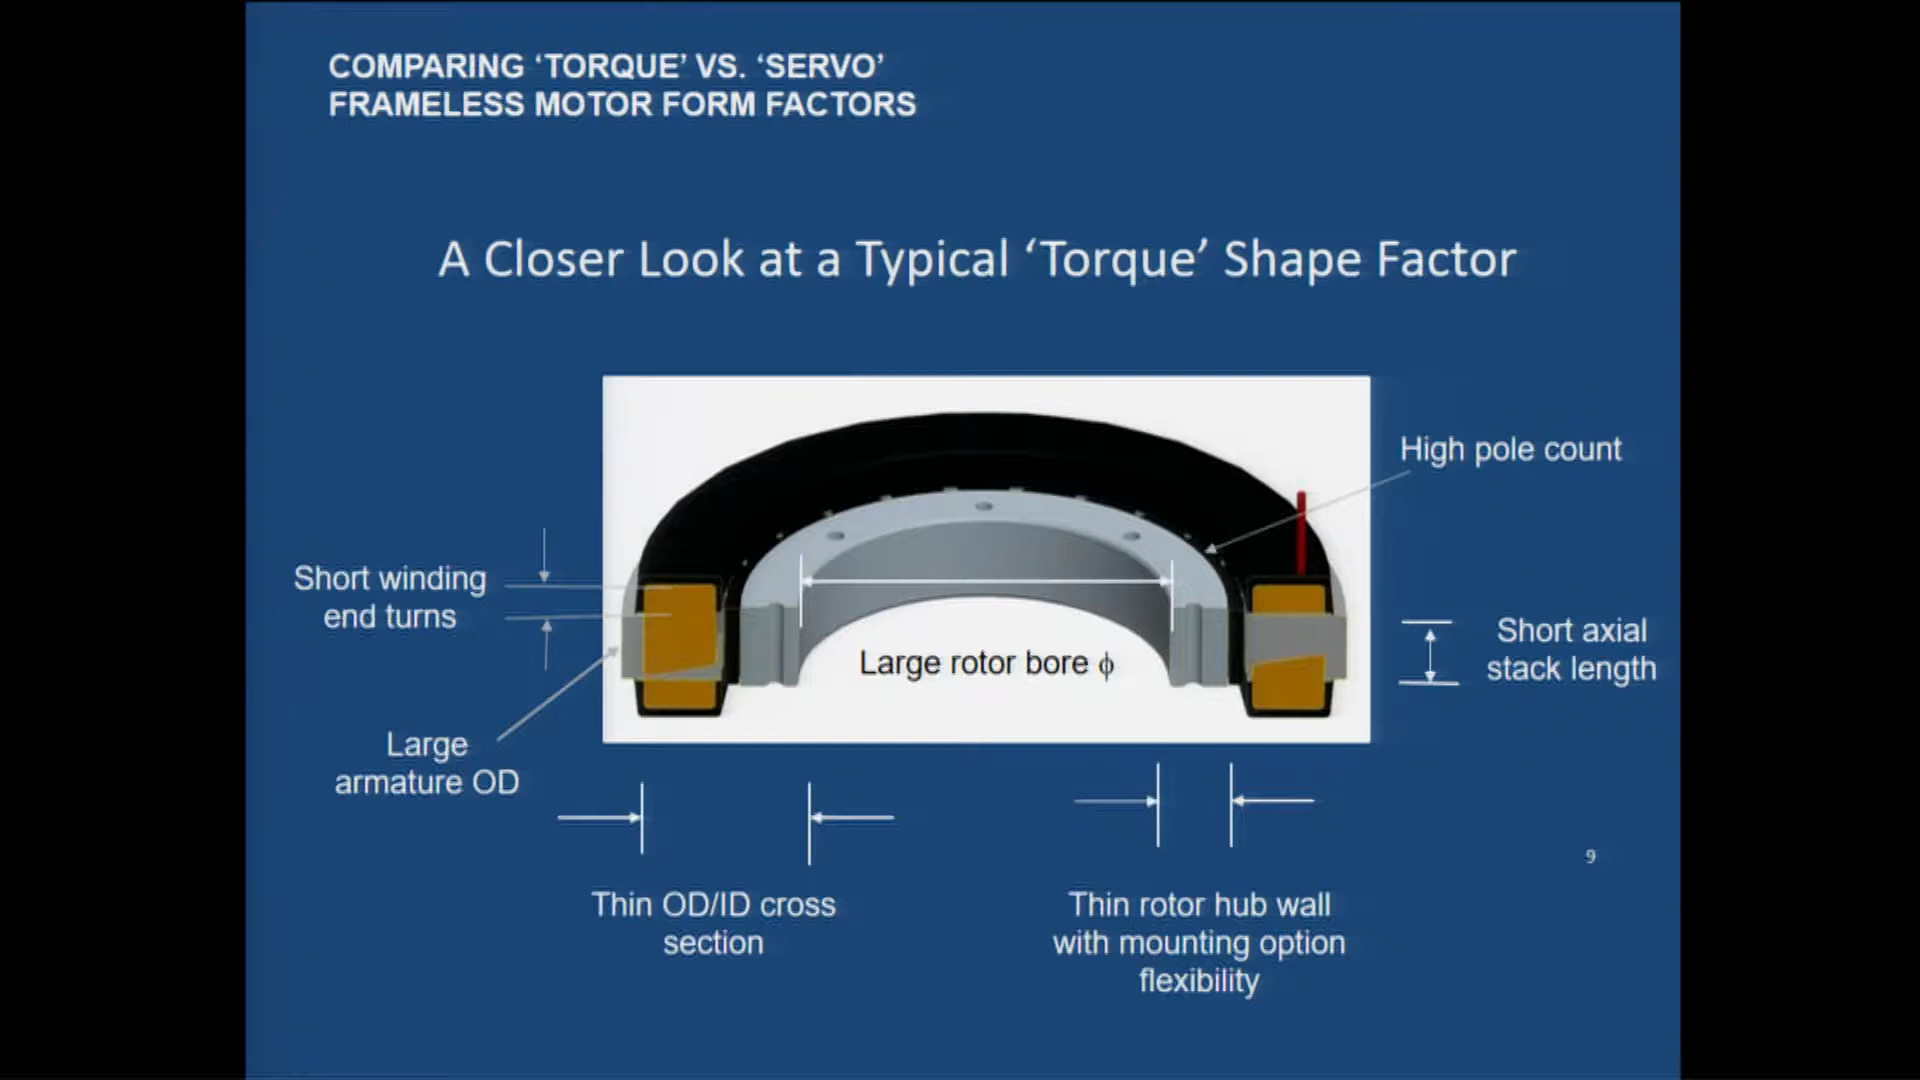 COMPARING ‘TORQUE’ VS. ‘SERVO’
FRAMELESS MOTOR FORM FACTORS
A Closer Look at a Typical ‘Torque’ Shape Factor
High pole count
Short winding
end turns
Short axial
stack length
Large rotor bore ϕ
Large
armature OD
9
Thin OD/ID cross
section
Thin rotor hub wall
with mounting option
flexibility